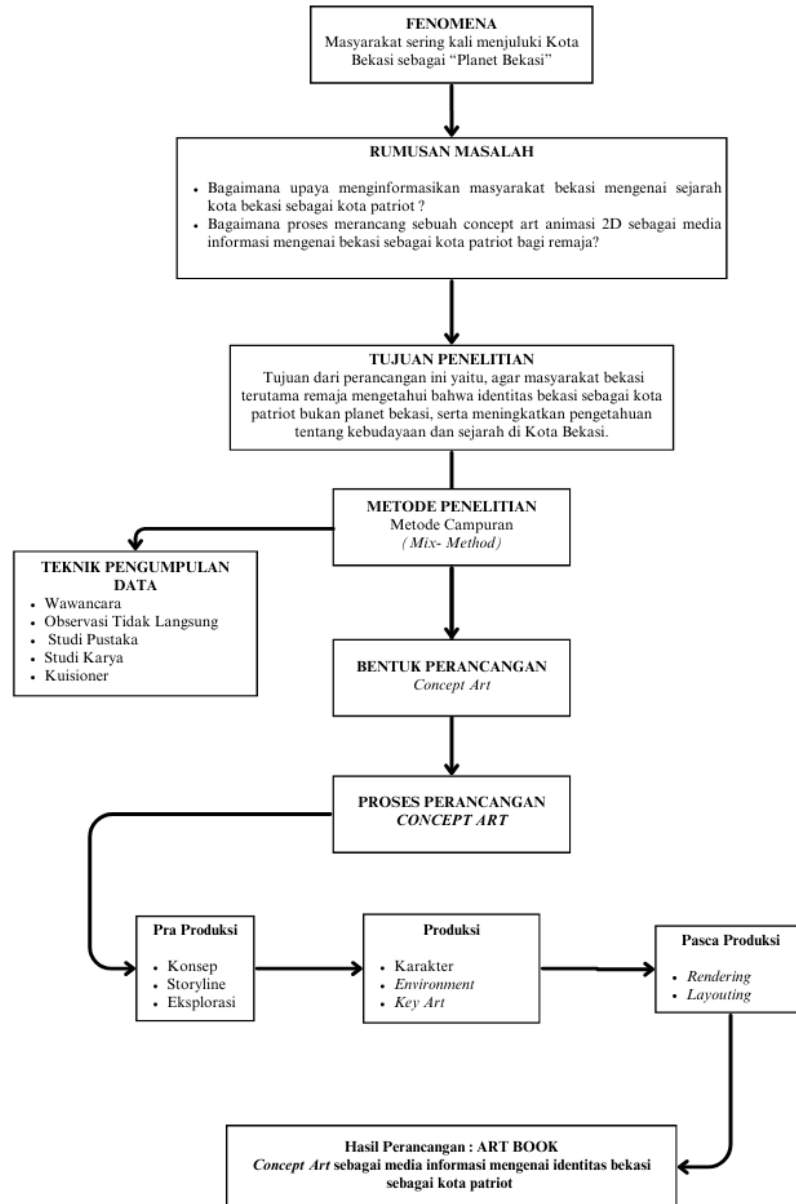 FENOMENA
Masyarakat sering kali menjuluki Kota
Bekasi sebagai “Planet Bekasi”
RUMUSAN MASALAH
• Bagaimana upaya menginformasikan masyarakat bekasi mengenai sejarah
kota bekasi sebagai kota patriot ?
• Bagaimana proses merancang sebuah concept art animasi 2D sebagai media
informasi mengenai bekasi sebagai kota patriot bagi remaja?
TUJUAN PENELITIAN
Tujuan dari perancangan ini yaitu, agar masyarakat bekasi
terutama remaja mengetahui bahwa identitas bekasi sebagai kota
patriot bukan planet bekasi, serta meningkatkan pengetahuan
tentang kebudayaan dan sejarah di Kota Bekasi.
METODE PENELITIAN
Metode Campuran
( Mix- Method)
TEKNIK PENGUMPULAN
DATA
• Wawancara
• Observasi Tidak Langsung
• Studi Pustaka
• Studi Karya
• Kuisioner
BENTUK PERANCANGAN
Concept Art
PROSES PERANCANGAN
CONCEPT ART
Pra Produksi
• Konsep
• Storyline
• Eksplorasi
Produksi
• Karakter
• Environment
• Key Art
Pasca Produksi
• Rendering
• Layouting
Hasil Perancangan : ART BOOK
Concept Art sebagai media informasi mengenai identitas bekasi
sebagai kota patriot